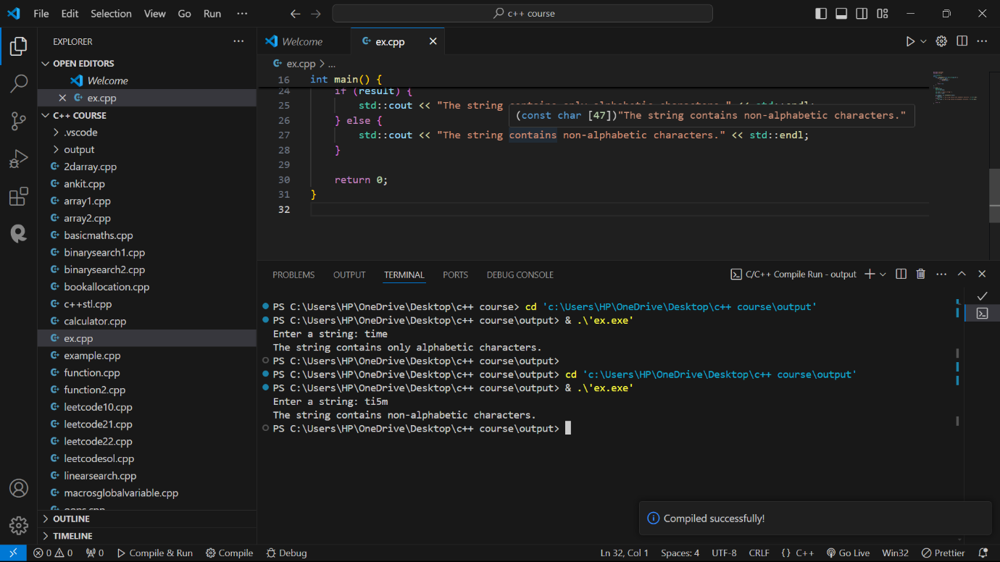 File Edit Selection View Go Run ··· c++ course
EXPLORER ···
OPEN EDITORS
Welcome
ex.cpp
C++ COURSE
.vscode
output
2darray.cpp
ankit.cpp
array1.cpp
array2.cpp
basicmaths.cpp
binarysearch1.cpp
binarysearch2.cpp
bookallocation.cpp
c++stl.cpp
calculator.cpp
ex.cpp
example.cpp
function.cpp
function2.cpp
leetcode10.cpp
leetcode21.cpp
leetcode22.cpp
leetcodesol.cpp
linearsearch.cpp
macrosglobalvariable.cpp
oops.cpp
OUTLINE
TIMELINE
Welcome ex.cpp
ex.cpp > ...
16 int main() {
24 if (result) {
25 std::cout << "The string contains only alphabetic characters." << std::endl;
(const char [47])"The string contains non-alphabetic characters."
26 } else {
27 std::cout << "The string contains non-alphabetic characters." << std::endl;
28 }
29
30 return 0;
31 }
32
PROBLEMS OUTPUT TERMINAL PORTS DEBUG CONSOLE C/C++ Compile Run - output
PS C:\Users\HP\OneDrive\Desktop\c++ course> cd 'c:\Users\HP\OneDrive\Desktop\c++ course\output'
PS C:\Users\HP\OneDrive\Desktop\c++ course\output> & .\'ex.exe'
Enter a string: time
The string contains only alphabetic characters.
PS C:\Users\HP\OneDrive\Desktop\c++ course\output>
PS C:\Users\HP\OneDrive\Desktop\c++ course\output> cd 'c:\Users\HP\OneDrive\Desktop\c++ course\output'
PS C:\Users\HP\OneDrive\Desktop\c++ course\output> & .\'ex.exe'
Enter a string: ti5m
The string contains non-alphabetic characters.
PS C:\Users\HP\OneDrive\Desktop\c++ course\output>
Compiled successfully!
0 0 0 Compile & Run Compile Debug Ln 32, Col 1 Spaces: 4 UTF-8 CRLF {} C++ Go Live Win32 Prettier